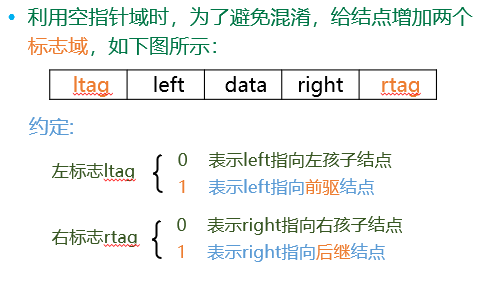 • 利用空指针域时，为了避免混淆，给结点增加两个
标志域，如下图所示：
ltag left data right rtag
约定:
左标志ltag { 0 表示left指向左孩子结点
1 表示left指向前驱结点
右标志rtag { 0 表示right指向右孩子结点
1 表示right指向后继结点